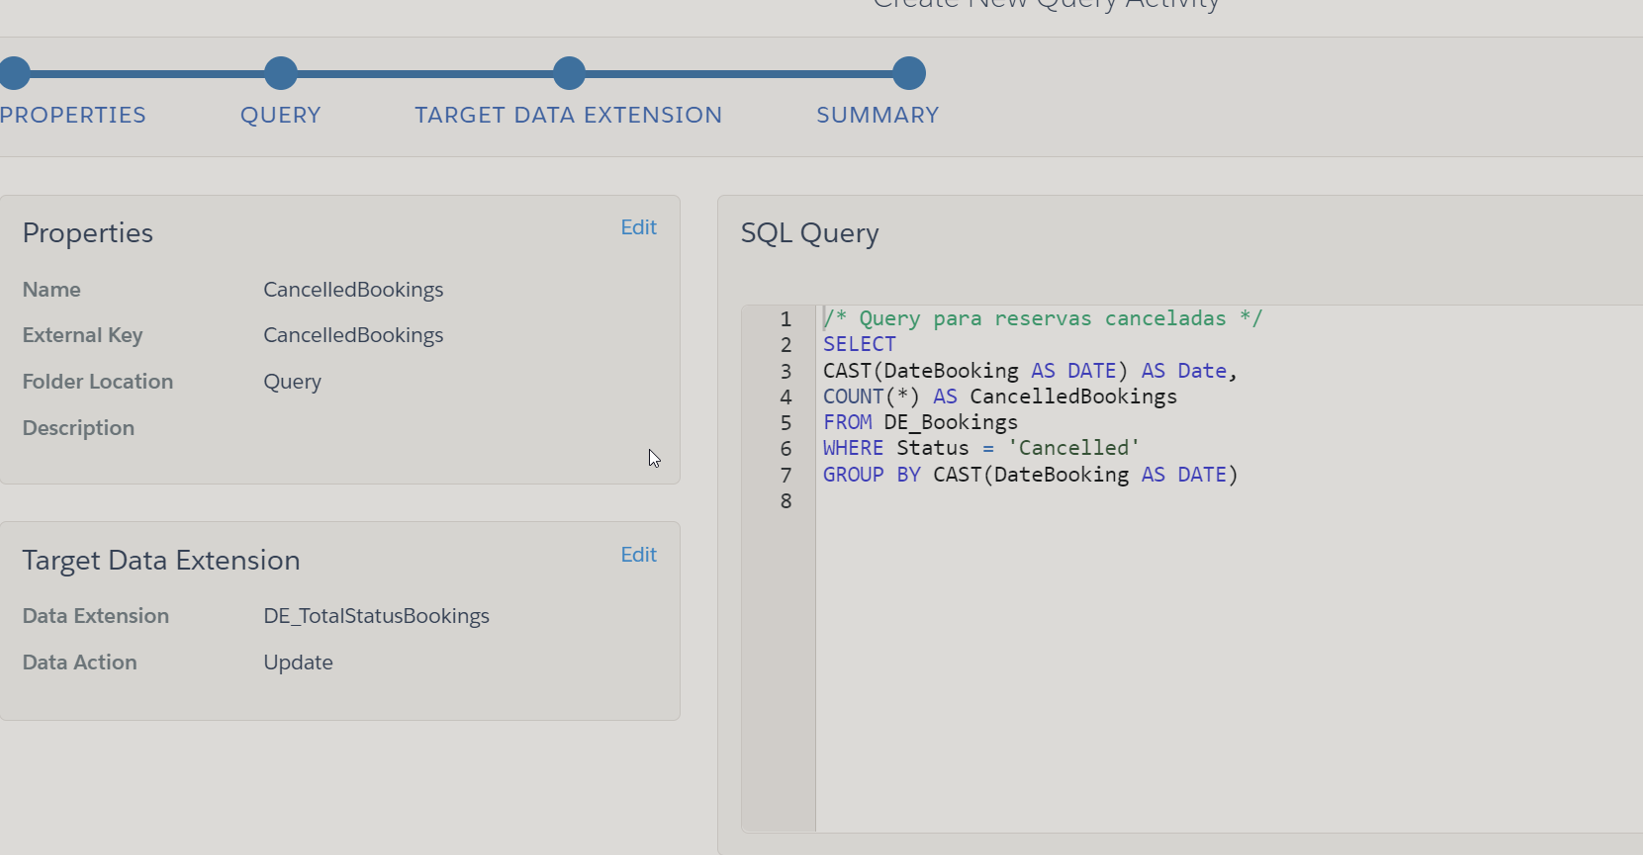 Create New Query Activity
PROPERTIES QUERY TARGET DATA EXTENSION SUMMARY
Properties Edit
Name CancelledBookings
External Key CancelledBookings
Folder Location Query
Description
Target Data Extension Edit
Data Extension DE_TotalStatusBookings
Data Action Update
SQL Query
1 /* Query para reservas canceladas */
2 SELECT
3 CAST(DateBooking AS DATE) AS Date,
4 COUNT(*) AS CancelledBookings
5 FROM DE_Bookings
6 WHERE Status = 'Cancelled'
7 GROUP BY CAST(DateBooking AS DATE)
8